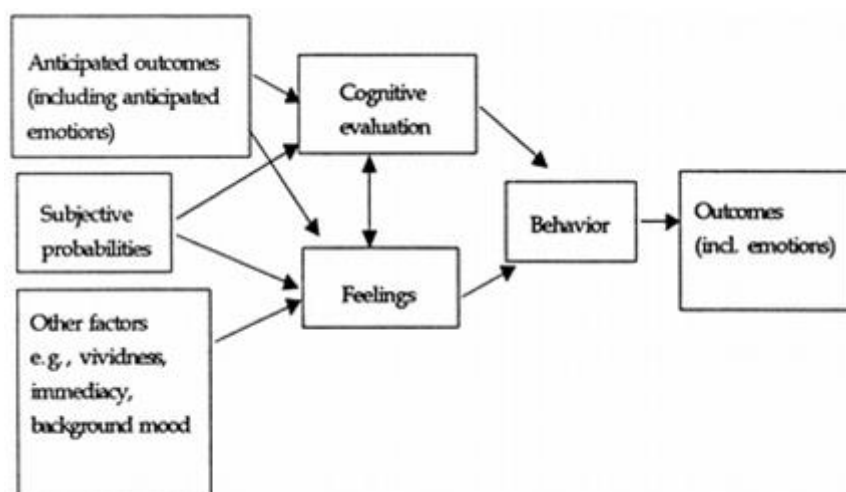 Anticipated outcomes
(including anticipated
emotions)
Cognitive
evaluation
Subjective
probabilities
Behavior
Outcomes
(incl. emotions)
Feelings
Other factors
e.g., vividness,
immediacy,
background mood